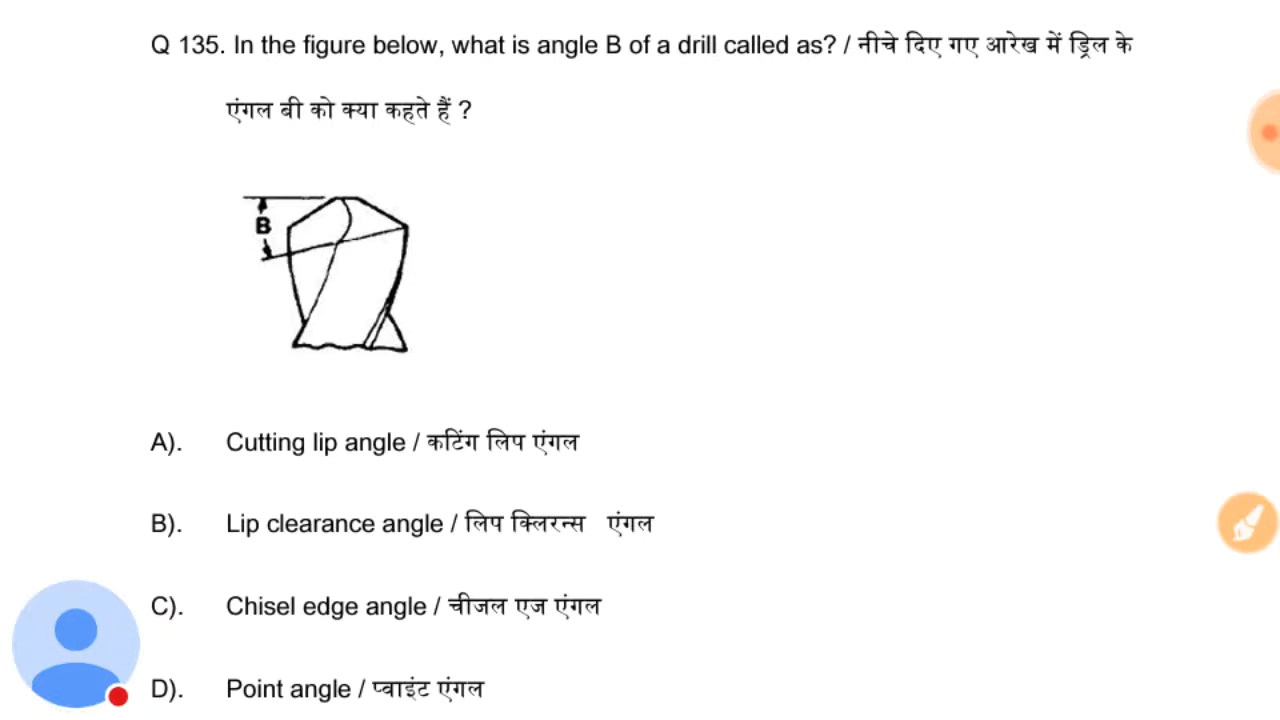 Q 135. In the figure below, what is angle B of a drill called as? / नीचे दिए गए आरेख में ड्रिल के
एंगल बी को क्या कहते हैं ?
B
A). Cutting lip angle / कटिंग लिप एंगल
B). Lip clearance angle / लिप क्लिरन्स एंगल
C). Chisel edge angle / चीजल एज एंगल
D). Point angle / प्वाइंट एंगल